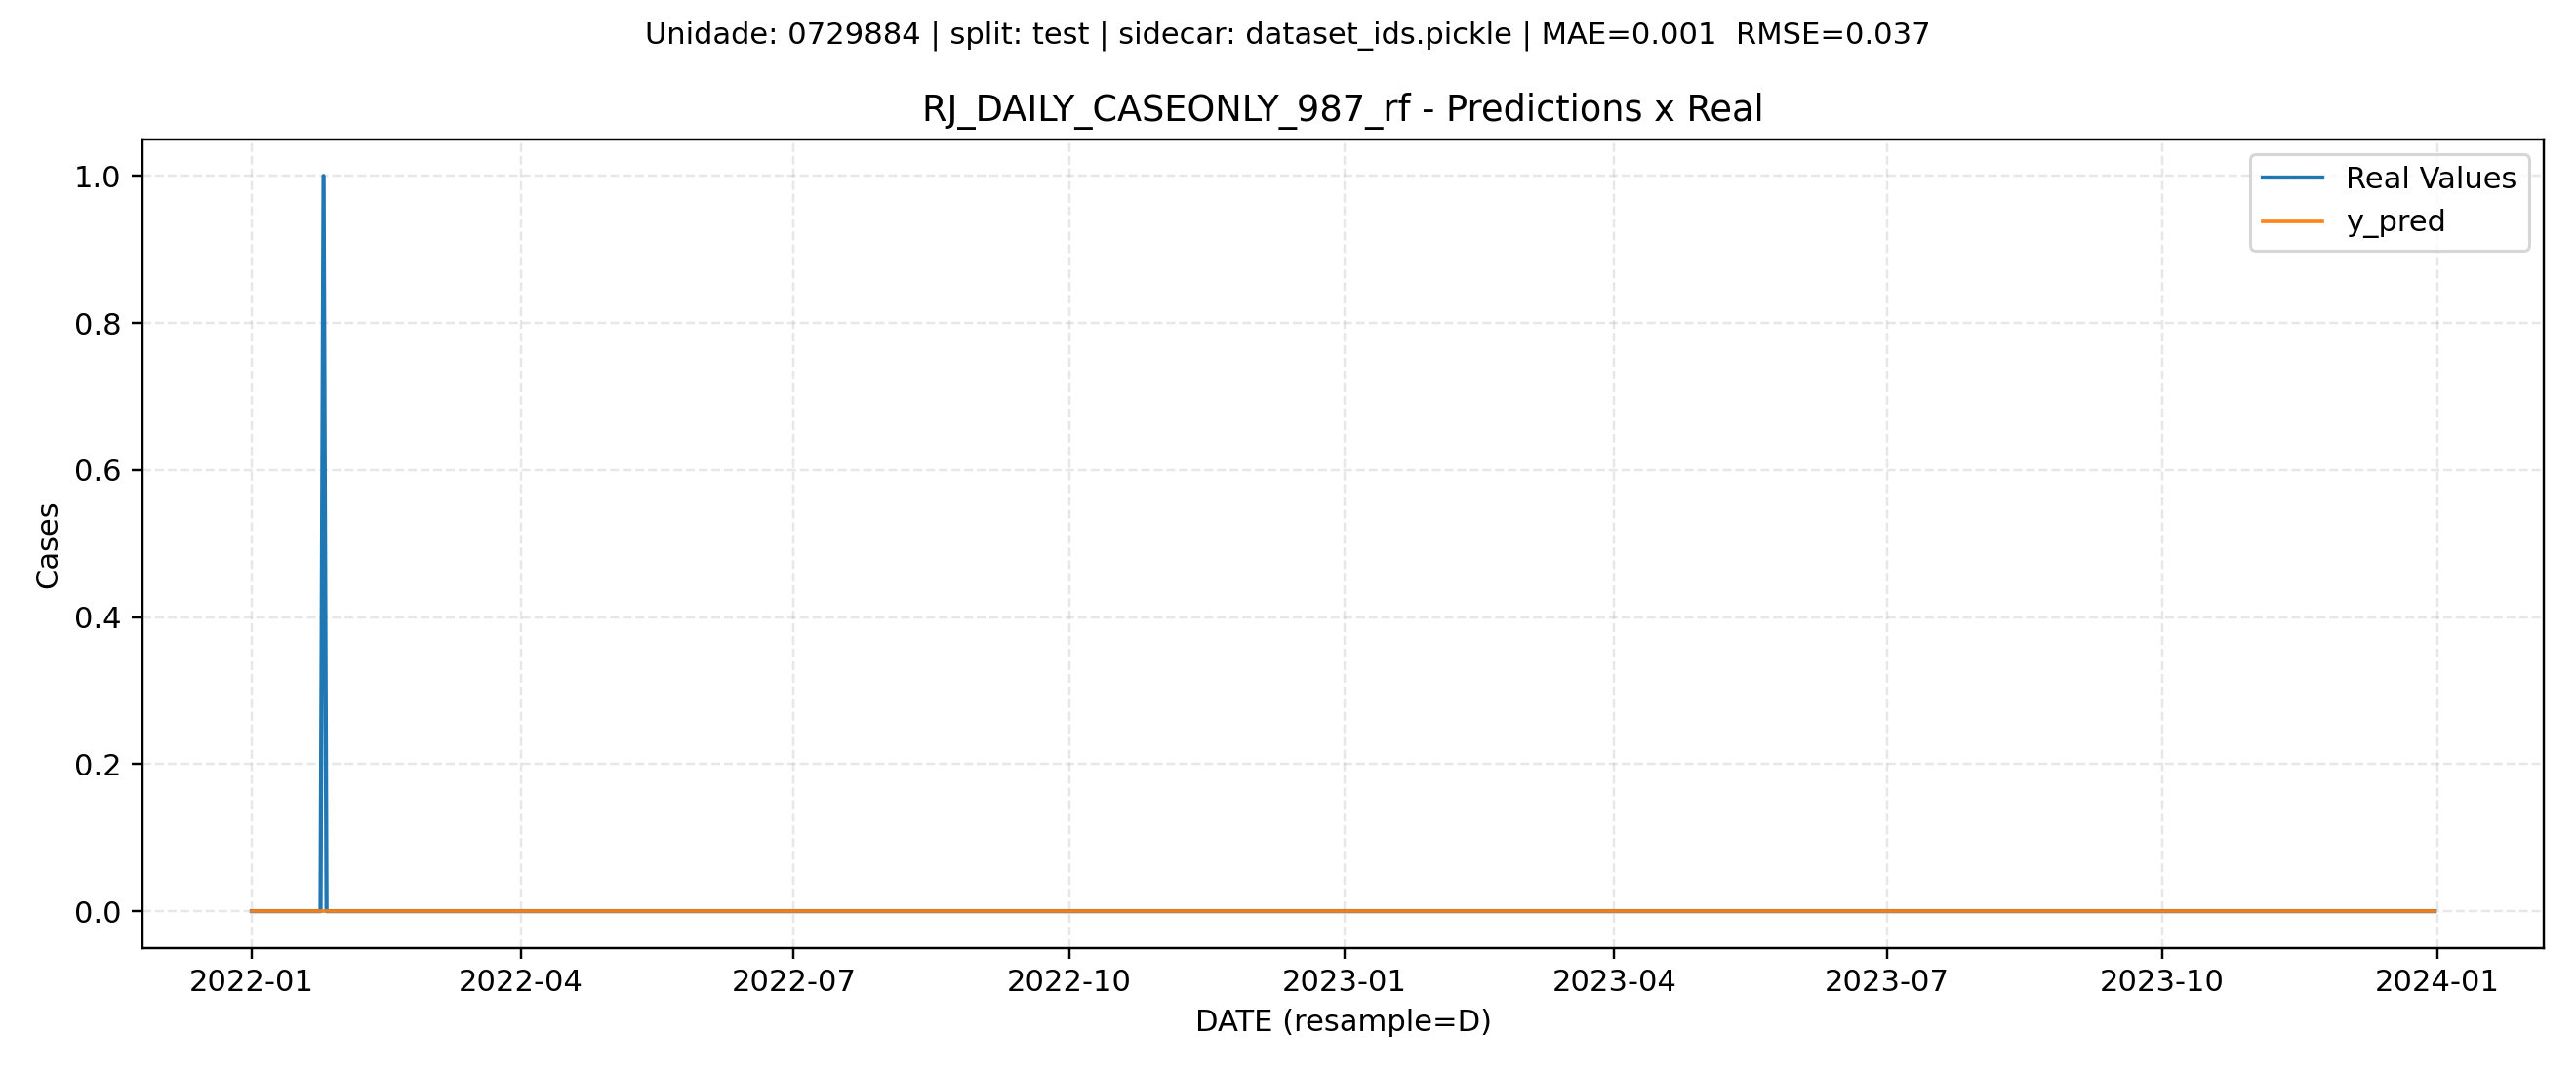 Unidade: 0729884 | split: test | sidecar: dataset_ids.pickle | MAE=0.001  RMSE=0.037
RJ_DAILY_CASEONLY_987_rf - Predictions x Real
Real Values
y_pred
1.0
0.8
0.6
0.4
0.2
0.0
Cases
2022-01 2022-04 2022-07 2022-10 2023-01 2023-04 2023-07 2023-10 2024-01
DATE (resample=D)